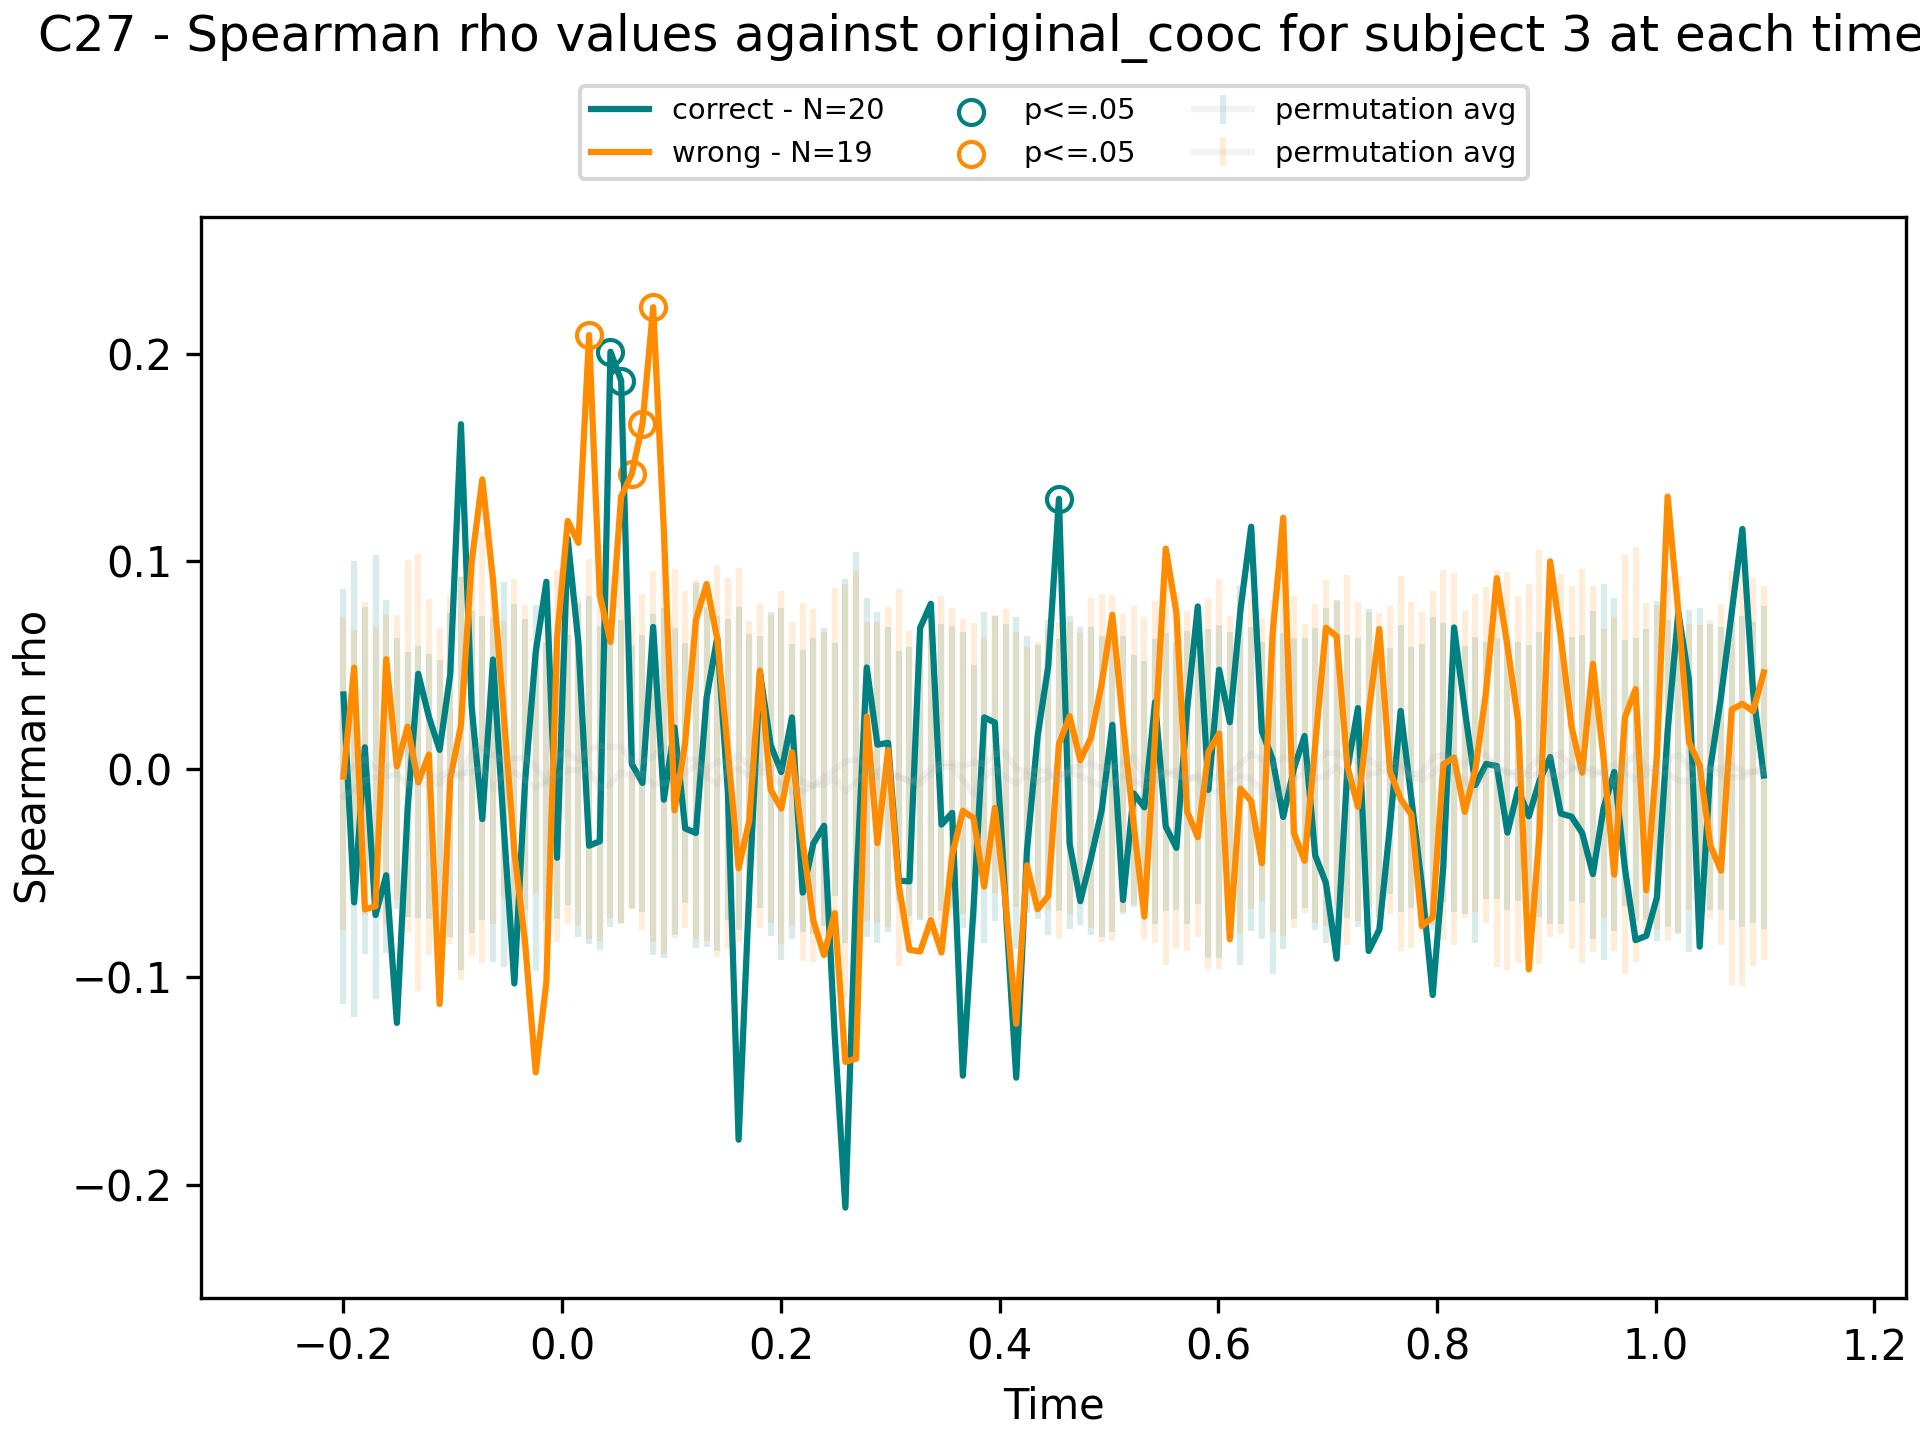 C27 - Spearman rho values against original_cooc for subject 3 at each time
correct - N=20 p<=.05 permutation avg
wrong - N=19 p<=.05 permutation avg
Spearman rho
0.2
0.1
0.0
−0.1
−0.2
−0.2 0.0 0.2 0.4 0.6 0.8 1.0 1.2
Time